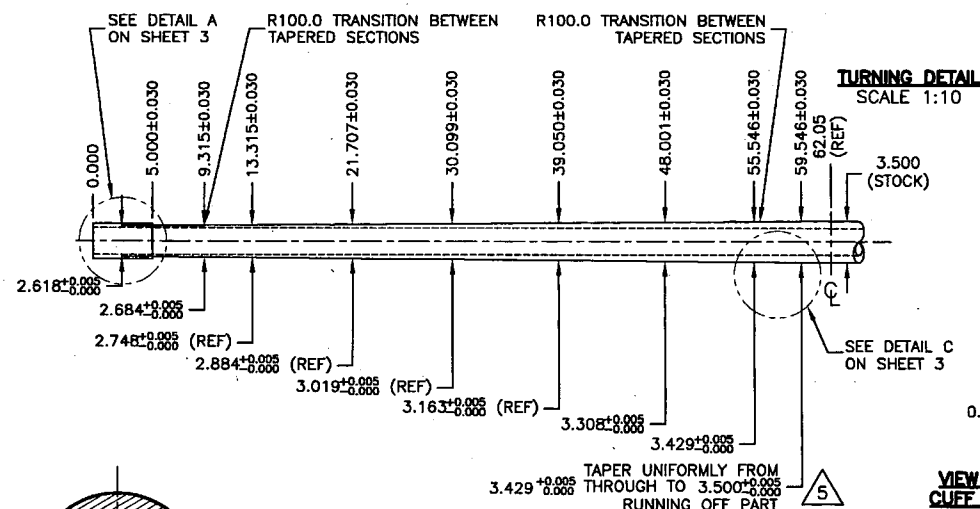 SEE DETAIL A
ON SHEET 3
R100.0 TRANSITION BETWEEN
TAPERED SECTIONS
R100.0 TRANSITION BETWEEN
TAPERED SECTIONS
TURNING DETAIL
SCALE 1:10
0.000
5.000±0.030
9.315±0.030
13.315±0.030
21.707±0.030
30.099±0.030
39.050±0.030
48.001±0.030
55.546±0.030
59.546±0.030
62.05
(REF)
3.500
(STOCK)
2.618+0.005 -0.000
2.684+0.005 -0.000
2.748+0.005 -0.000 (REF)
2.884+0.005 -0.000 (REF)
3.019+0.005 -0.000 (REF)
3.163+0.005 -0.000 (REF)
3.308+0.005 -0.000
3.429+0.005 -0.000
℄
SEE DETAIL C
ON SHEET 3
0.
TAPER UNIFORMLY FROM
3.429 +0.005 -0.000 THROUGH TO 3.500+0.005 -0.000
RUNNING OFF PART
5
VIEW
CUFF